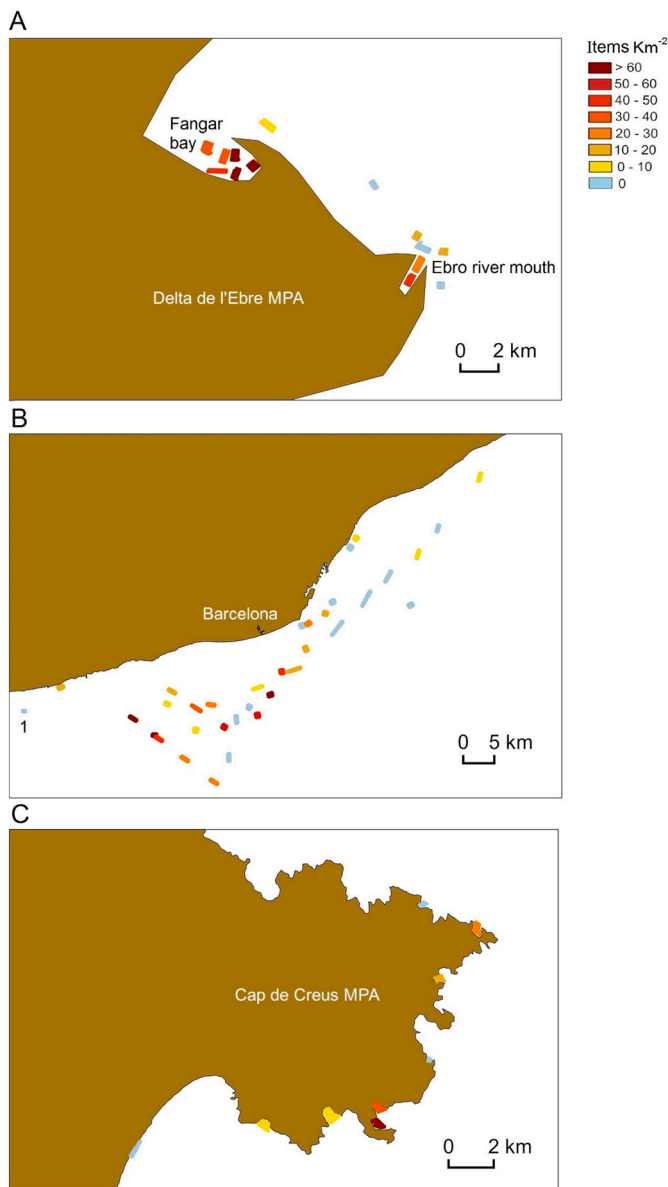 A
Items Km-2
> 60
50 - 60
40 - 50
30 - 40
20 - 30
10 - 20
0 - 10
0
Fangar
bay
Ebro river mouth
Delta de l'Ebre MPA
0 2 km
B
Barcelona
1
0 5 km
C
Cap de Creus MPA
0 2 km